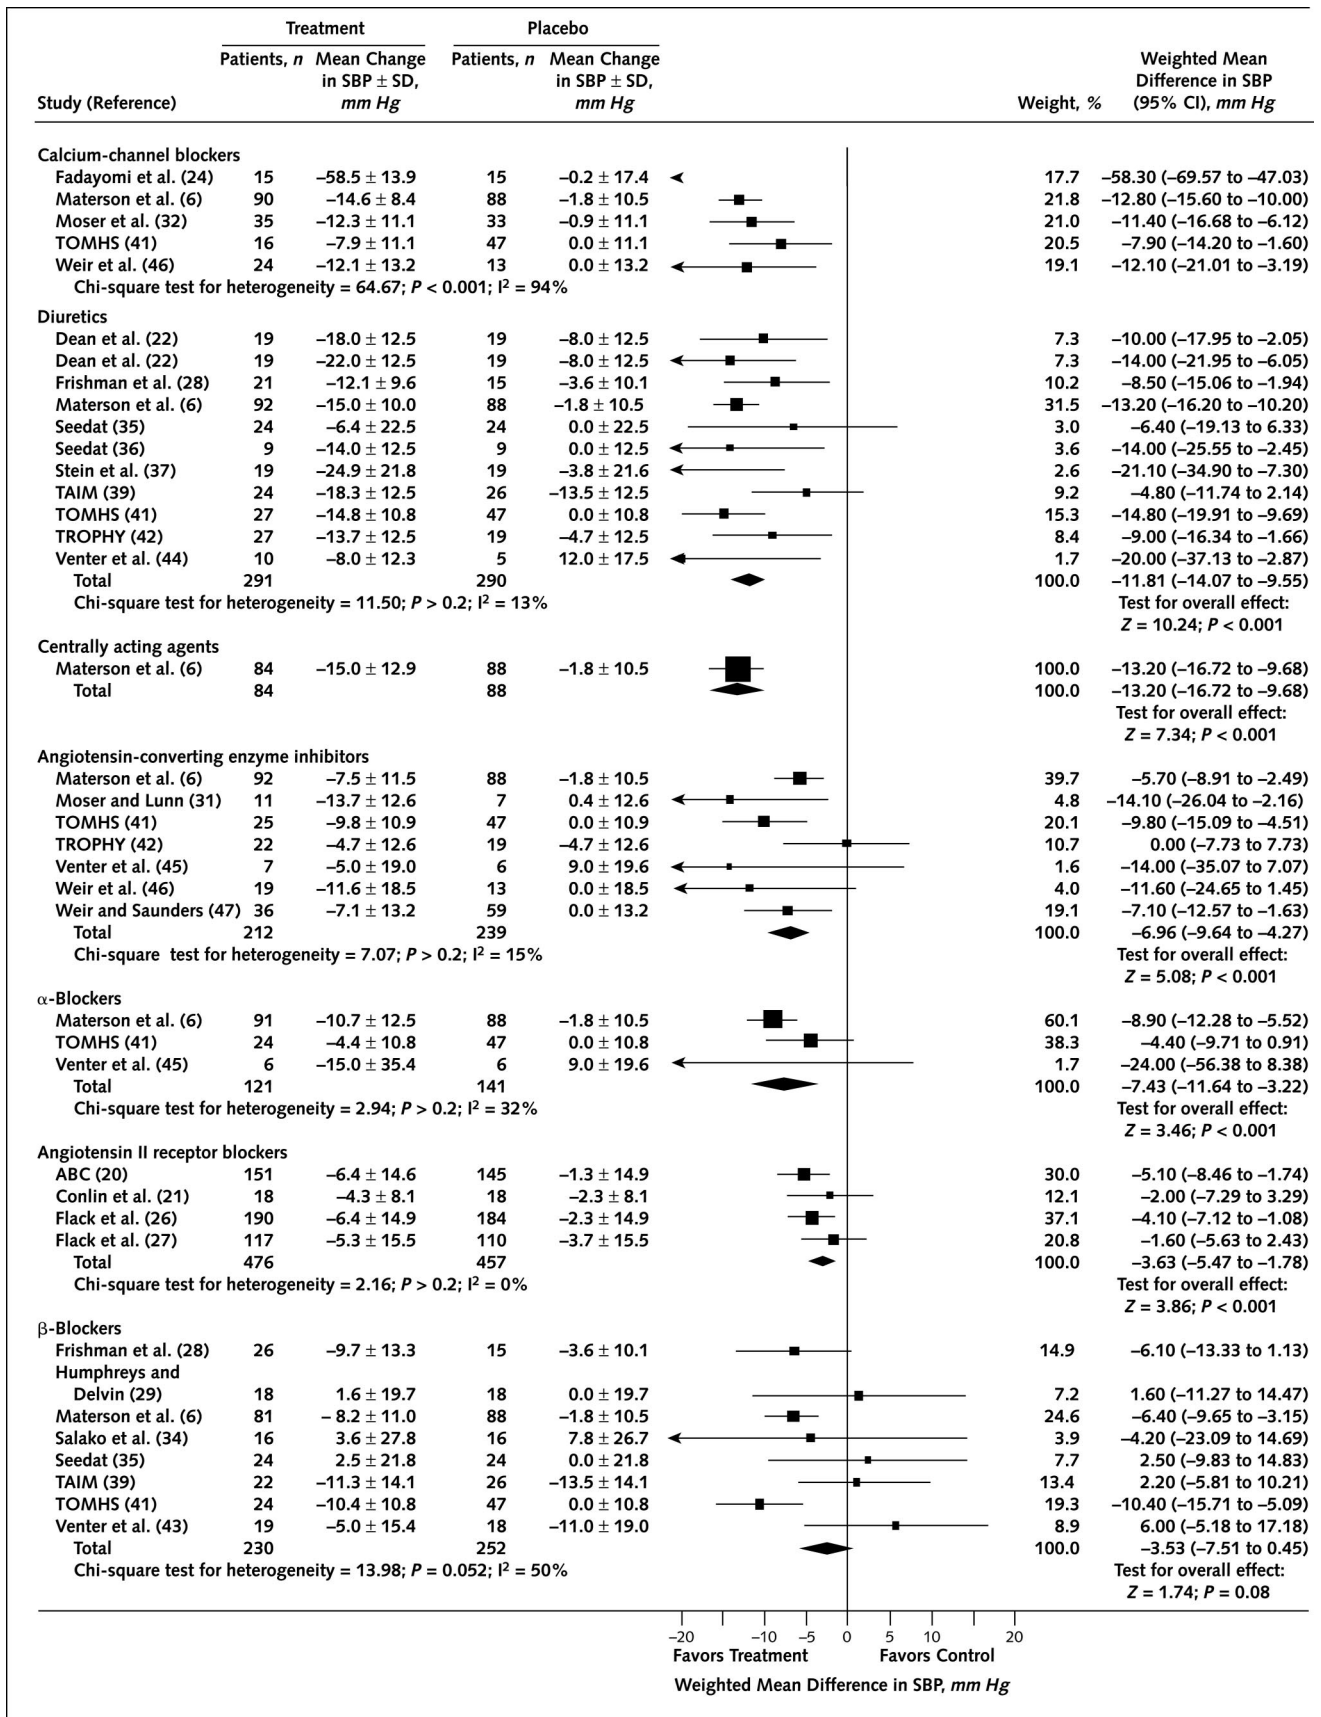 Treatment Placebo
Patients, n Mean Change Patients, n Mean Change Weighted Mean
in SBP ± SD, in SBP ± SD, Difference in SBP
Study (Reference) mm Hg mm Hg Weight, % (95% CI), mm Hg
Calcium-channel blockers
Fadayomi et al. (24) 15 –58.5 ± 13.9 15 –0.2 ± 17.4 17.7 –58.30 (–69.57 to –47.03)
Materson et al. (6) 90 –14.6 ± 8.4 88 –1.8 ± 10.5 21.8 –12.80 (–15.60 to –10.00)
Moser et al. (32) 35 –12.3 ± 11.1 33 –0.9 ± 11.1 21.0 –11.40 (–16.68 to –6.12)
TOMHS (41) 16 –7.9 ± 11.1 47 0.0 ± 11.1 20.5 –7.90 (–14.20 to –1.60)
Weir et al. (46) 24 –12.1 ± 13.2 13 0.0 ± 13.2 19.1 –12.10 (–21.01 to –3.19)
Chi-square test for heterogeneity = 64.67; P < 0.001; I² = 94%
Diuretics
Dean et al. (22) 19 –18.0 ± 12.5 19 –8.0 ± 12.5 7.3 –10.00 (–17.95 to –2.05)
Dean et al. (22) 19 –22.0 ± 12.5 19 –8.0 ± 12.5 7.3 –14.00 (–21.95 to –6.05)
Frishman et al. (28) 21 –12.1 ± 9.6 15 –3.6 ± 10.1 10.2 –8.50 (–15.06 to –1.94)
Materson et al. (6) 92 –15.0 ± 10.0 88 –1.8 ± 10.5 31.5 –13.20 (–16.20 to –10.20)
Seedat (35) 24 –6.4 ± 22.5 24 0.0 ± 22.5 3.0 –6.40 (–19.13 to 6.33)
Seedat (36) 9 –14.0 ± 12.5 9 0.0 ± 12.5 3.6 –14.00 (–25.55 to –2.45)
Stein et al. (37) 19 –24.9 ± 21.8 19 –3.8 ± 21.6 2.6 –21.10 (–34.90 to –7.30)
TAIM (39) 24 –18.3 ± 12.5 26 –13.5 ± 12.5 9.2 –4.80 (–11.74 to 2.14)
TOMHS (41) 27 –14.8 ± 10.8 47 0.0 ± 10.8 15.3 –14.80 (–19.91 to –9.69)
TROPHY (42) 27 –13.7 ± 12.5 19 –4.7 ± 12.5 8.4 –9.00 (–16.34 to –1.66)
Venter et al. (44) 10 –8.0 ± 12.3 5 12.0 ± 17.5 1.7 –20.00 (–37.13 to –2.87)
Total 291 290 100.0 –11.81 (–14.07 to –9.55)
Chi-square test for heterogeneity = 11.50; P > 0.2; I² = 13% Test for overall effect:
Z = 10.24; P < 0.001
Centrally acting agents
Materson et al. (6) 84 –15.0 ± 12.9 88 –1.8 ± 10.5 100.0 –13.20 (–16.72 to –9.68)
Total 84 88 100.0 –13.20 (–16.72 to –9.68)
Test for overall effect:
Z = 7.34; P < 0.001
Angiotensin-converting enzyme inhibitors
Materson et al. (6) 92 –7.5 ± 11.5 88 –1.8 ± 10.5 39.7 –5.70 (–8.91 to –2.49)
Moser and Lunn (31) 11 –13.7 ± 12.6 7 0.4 ± 12.6 4.8 –14.10 (–26.04 to –2.16)
TOMHS (41) 25 –9.8 ± 10.9 47 0.0 ± 10.9 20.1 –9.80 (–15.09 to –4.51)
TROPHY (42) 22 –4.7 ± 12.6 19 –4.7 ± 12.6 10.7 0.00 (–7.73 to 7.73)
Venter et al. (45) 7 –5.0 ± 19.0 6 9.0 ± 19.6 1.6 –14.00 (–35.07 to 7.07)
Weir et al. (46) 19 –11.6 ± 18.5 13 0.0 ± 18.5 4.0 –11.60 (–24.65 to 1.45)
Weir and Saunders (47) 36 –7.1 ± 13.2 59 0.0 ± 13.2 19.1 –7.10 (–12.57 to –1.63)
Total 212 239 100.0 –6.96 (–9.64 to –4.27)
Chi-square test for heterogeneity = 7.07; P > 0.2; I² = 15% Test for overall effect:
Z = 5.08; P < 0.001
α-Blockers
Materson et al. (6) 91 –10.7 ± 12.5 88 –1.8 ± 10.5 60.1 –8.90 (–12.28 to –5.52)
TOMHS (41) 24 –4.4 ± 10.8 47 0.0 ± 10.8 38.3 –4.40 (–9.71 to 0.91)
Venter et al. (45) 6 –15.0 ± 35.4 6 9.0 ± 19.6 1.7 –24.00 (–56.38 to 8.38)
Total 121 141 100.0 –7.43 (–11.64 to –3.22)
Chi-square test for heterogeneity = 2.94; P > 0.2; I² = 32% Test for overall effect:
Z = 3.46; P < 0.001
Angiotensin II receptor blockers
ABC (20) 151 –6.4 ± 14.6 145 –1.3 ± 14.9 30.0 –5.10 (–8.46 to –1.74)
Conlin et al. (21) 18 –4.3 ± 8.1 18 –2.3 ± 8.1 12.1 –2.00 (–7.29 to 3.29)
Flack et al. (26) 190 –6.4 ± 14.9 184 –2.3 ± 14.9 37.1 –4.10 (–7.12 to –1.08)
Flack et al. (27) 117 –5.3 ± 15.5 110 –3.7 ± 15.5 20.8 –1.60 (–5.63 to 2.43)
Total 476 457 100.0 –3.63 (–5.47 to –1.78)
Chi-square test for heterogeneity = 2.16; P > 0.2; I² = 0% Test for overall effect:
Z = 3.86; P < 0.001
β-Blockers
Frishman et al. (28) 26 –9.7 ± 13.3 15 –3.6 ± 10.1 14.9 –6.10 (–13.33 to 1.13)
Humphreys and
Delvin (29) 18 1.6 ± 19.7 18 0.0 ± 19.7 7.2 1.60 (–11.27 to 14.47)
Materson et al. (6) 81 – 8.2 ± 11.0 88 –1.8 ± 10.5 24.6 –6.40 (–9.65 to –3.15)
Salako et al. (34) 16 3.6 ± 27.8 16 7.8 ± 26.7 3.9 –4.20 (–23.09 to 14.69)
Seedat (35) 24 2.5 ± 21.8 24 0.0 ± 21.8 7.7 2.50 (–9.83 to 14.83)
TAIM (39) 22 –11.3 ± 14.1 26 –13.5 ± 14.1 13.4 2.20 (–5.81 to 10.21)
TOMHS (41) 24 –10.4 ± 10.8 47 0.0 ± 10.8 19.3 –10.40 (–15.71 to –5.09)
Venter et al. (43) 19 –5.0 ± 15.4 18 –11.0 ± 19.0 8.9 6.00 (–5.18 to 17.18)
Total 230 252 100.0 –3.53 (–7.51 to 0.45)
Chi-square test for heterogeneity = 13.98; P = 0.052; I² = 50% Test for overall effect:
Z = 1.74; P = 0.08
–20 –10 –5 0 5 10 20
Favors Treatment Favors Control
Weighted Mean Difference in SBP, mm Hg